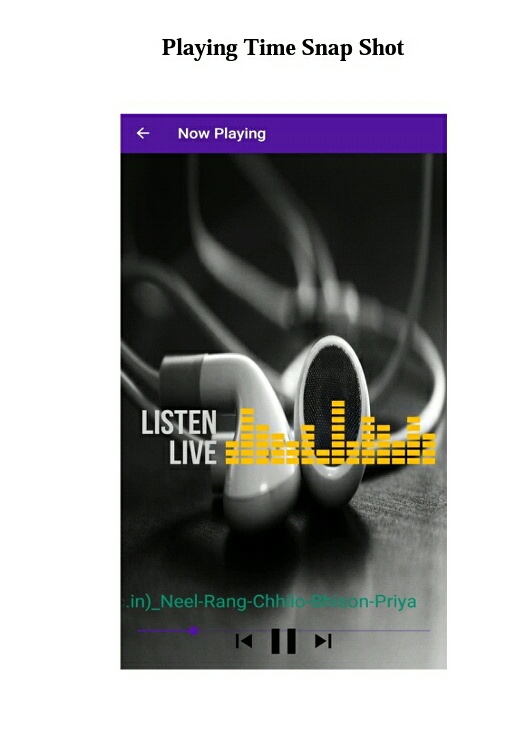 Playing Time Snap Shot
Now Playing
LISTEN
LIVE
.in)_Neel-Rang-Chhilo-Bhison-Priya